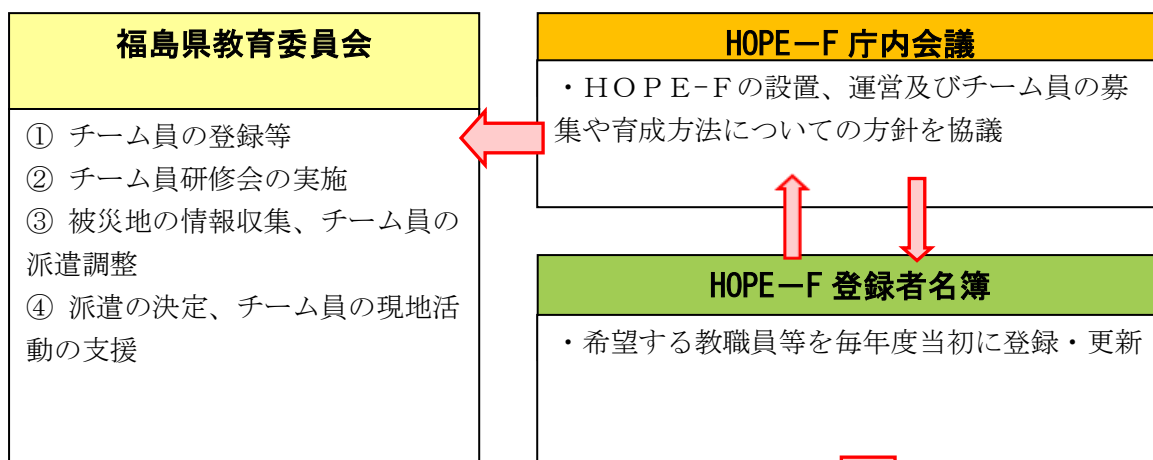 福島県教育委員会
① チーム員の登録等
② チーム員研修会の実施
③ 被災地の情報収集、チーム員の
派遣調整
④ 派遣の決定、チーム員の現地活
動の支援
HOPE－F 庁内会議
・ＨＯＰＥ-Ｆの設置、運営及びチーム員の募
集や育成方法についての方針を協議
HOPE－F 登録者名簿
・希望する教職員等を毎年度当初に登録・更新